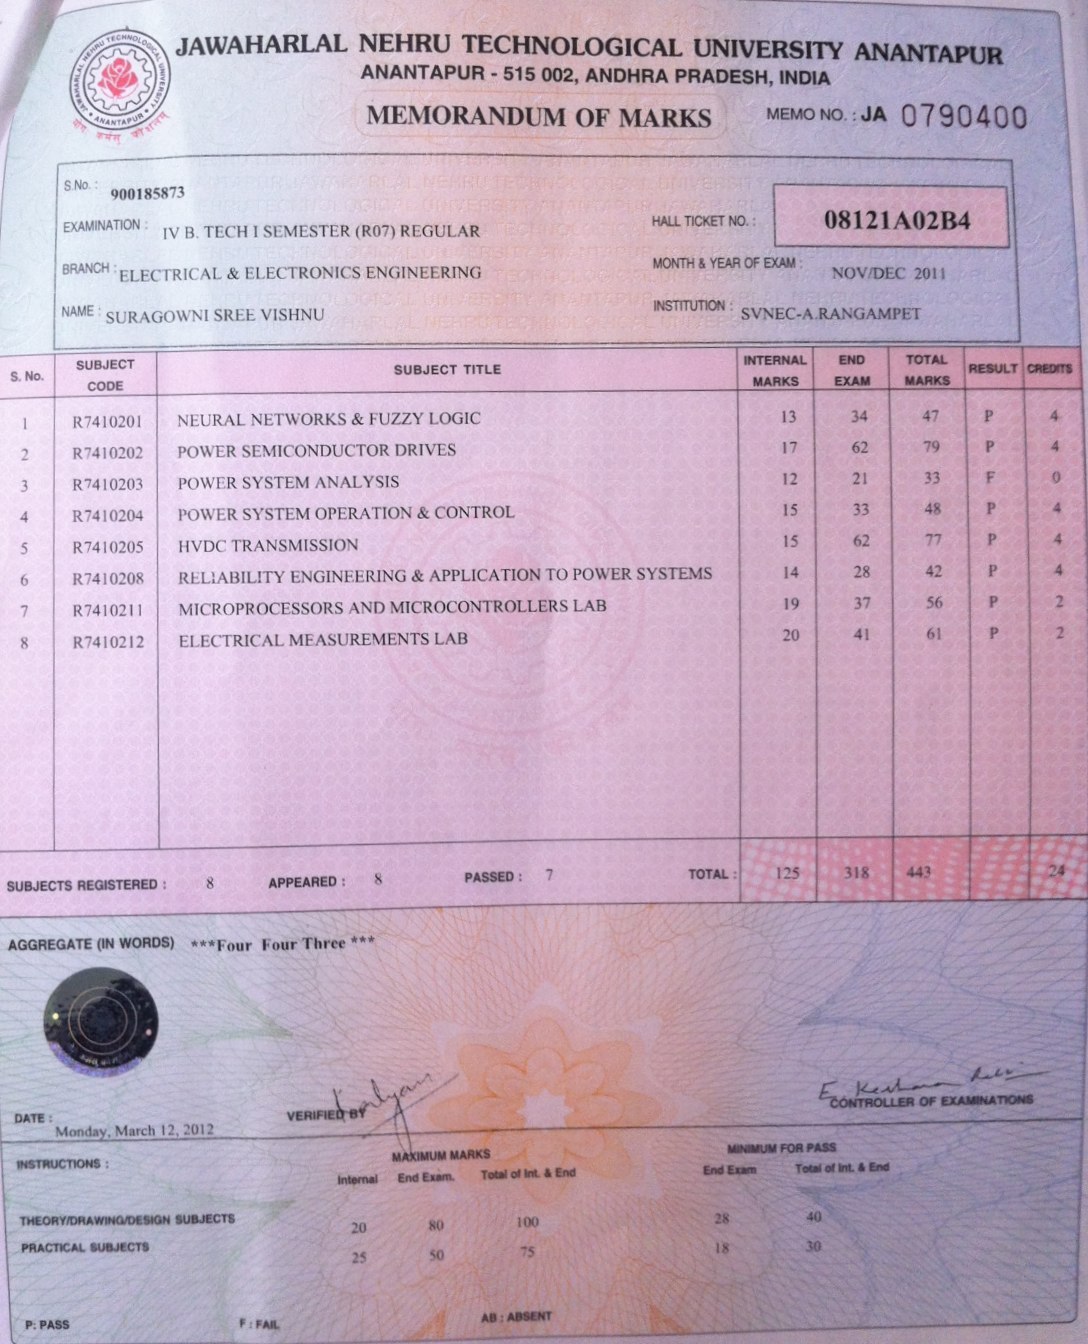 JAWAHARLAL NEHRU TECHNOLOGICAL UNIVERSITY ANANTAPUR
ANANTAPUR - 515 002, ANDHRA PRADESH, INDIA
MEMORANDUM OF MARKS MEMO NO. : JA 0790400
JAWAHARLAL NEHRU TECHNOLOGICAL UNIVERSITY
ANANTAPUR
योगः कर्मसु कौशलम्
S.No. : 900185873
EXAMINATION : IV B. TECH I SEMESTER (R07) REGULAR HALL TICKET NO. : 08121A02B4
BRANCH : ELECTRICAL & ELECTRONICS ENGINEERING MONTH & YEAR OF EXAM : NOV/DEC 2011
NAME : SURAGOWNI SREE VISHNU INSTITUTION : SVNEC-A.RANGAMPET
S. No. SUBJECT CODE SUBJECT TITLE INTERNAL MARKS END EXAM TOTAL MARKS RESULT CREDITS
1 R7410201 NEURAL NETWORKS & FUZZY LOGIC 13 34 47 P 4
2 R7410202 POWER SEMICONDUCTOR DRIVES 17 62 79 P 4
3 R7410203 POWER SYSTEM ANALYSIS 12 21 33 F 0
4 R7410204 POWER SYSTEM OPERATION & CONTROL 15 33 48 P 4
5 R7410205 HVDC TRANSMISSION 15 62 77 P 4
6 R7410208 RELIABILITY ENGINEERING & APPLICATION TO POWER SYSTEMS 14 28 42 P 4
7 R7410211 MICROPROCESSORS AND MICROCONTROLLERS LAB 19 37 56 P 2
8 R7410212 ELECTRICAL MEASUREMENTS LAB 20 41 61 P 2
SUBJECTS REGISTERED : 8 APPEARED : 8 PASSED : 7 TOTAL : 125 318 443 24
AGGREGATE (IN WORDS) ***Four Four Three ***
DATE : Monday, March 12, 2012 VERIFIED BY CONTROLLER OF EXAMINATIONS
INSTRUCTIONS : MAXIMUM MARKS MINIMUM FOR PASS
Internal End Exam. Total of Int. & End End Exam Total of Int. & End
THEORY/DRAWING/DESIGN SUBJECTS 20 80 100 28 40
PRACTICAL SUBJECTS 25 50 75 18 30
P: PASS F : FAIL AB : ABSENT